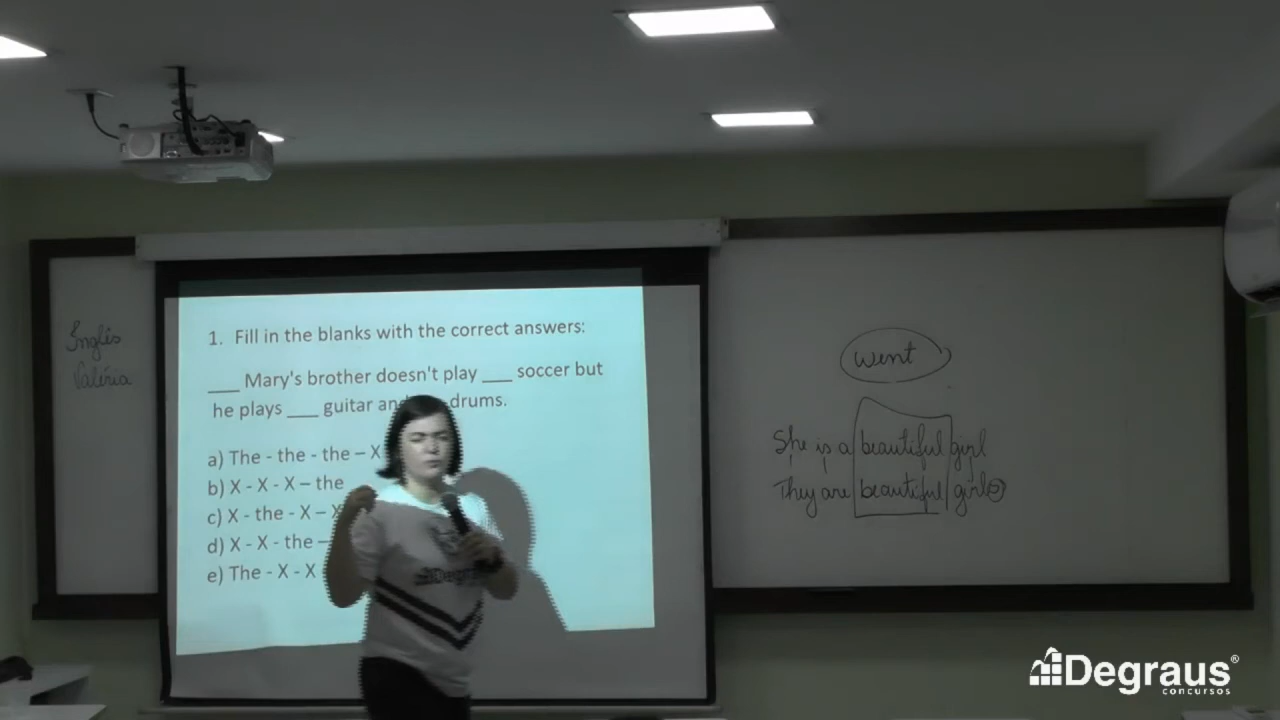 Inglês
Valéria
1. Fill in the blanks with the correct answers:
___ Mary's brother doesn't play ___ soccer but
he plays ___ guitar and drums.
a) The - the - the – X
b) X - X - X – the
c) X - the - X – X
d) X - X - the –
e) The - X - X
went
She is a beautiful girl
They are beautiful girls
Degraus
Degraus®
concursos